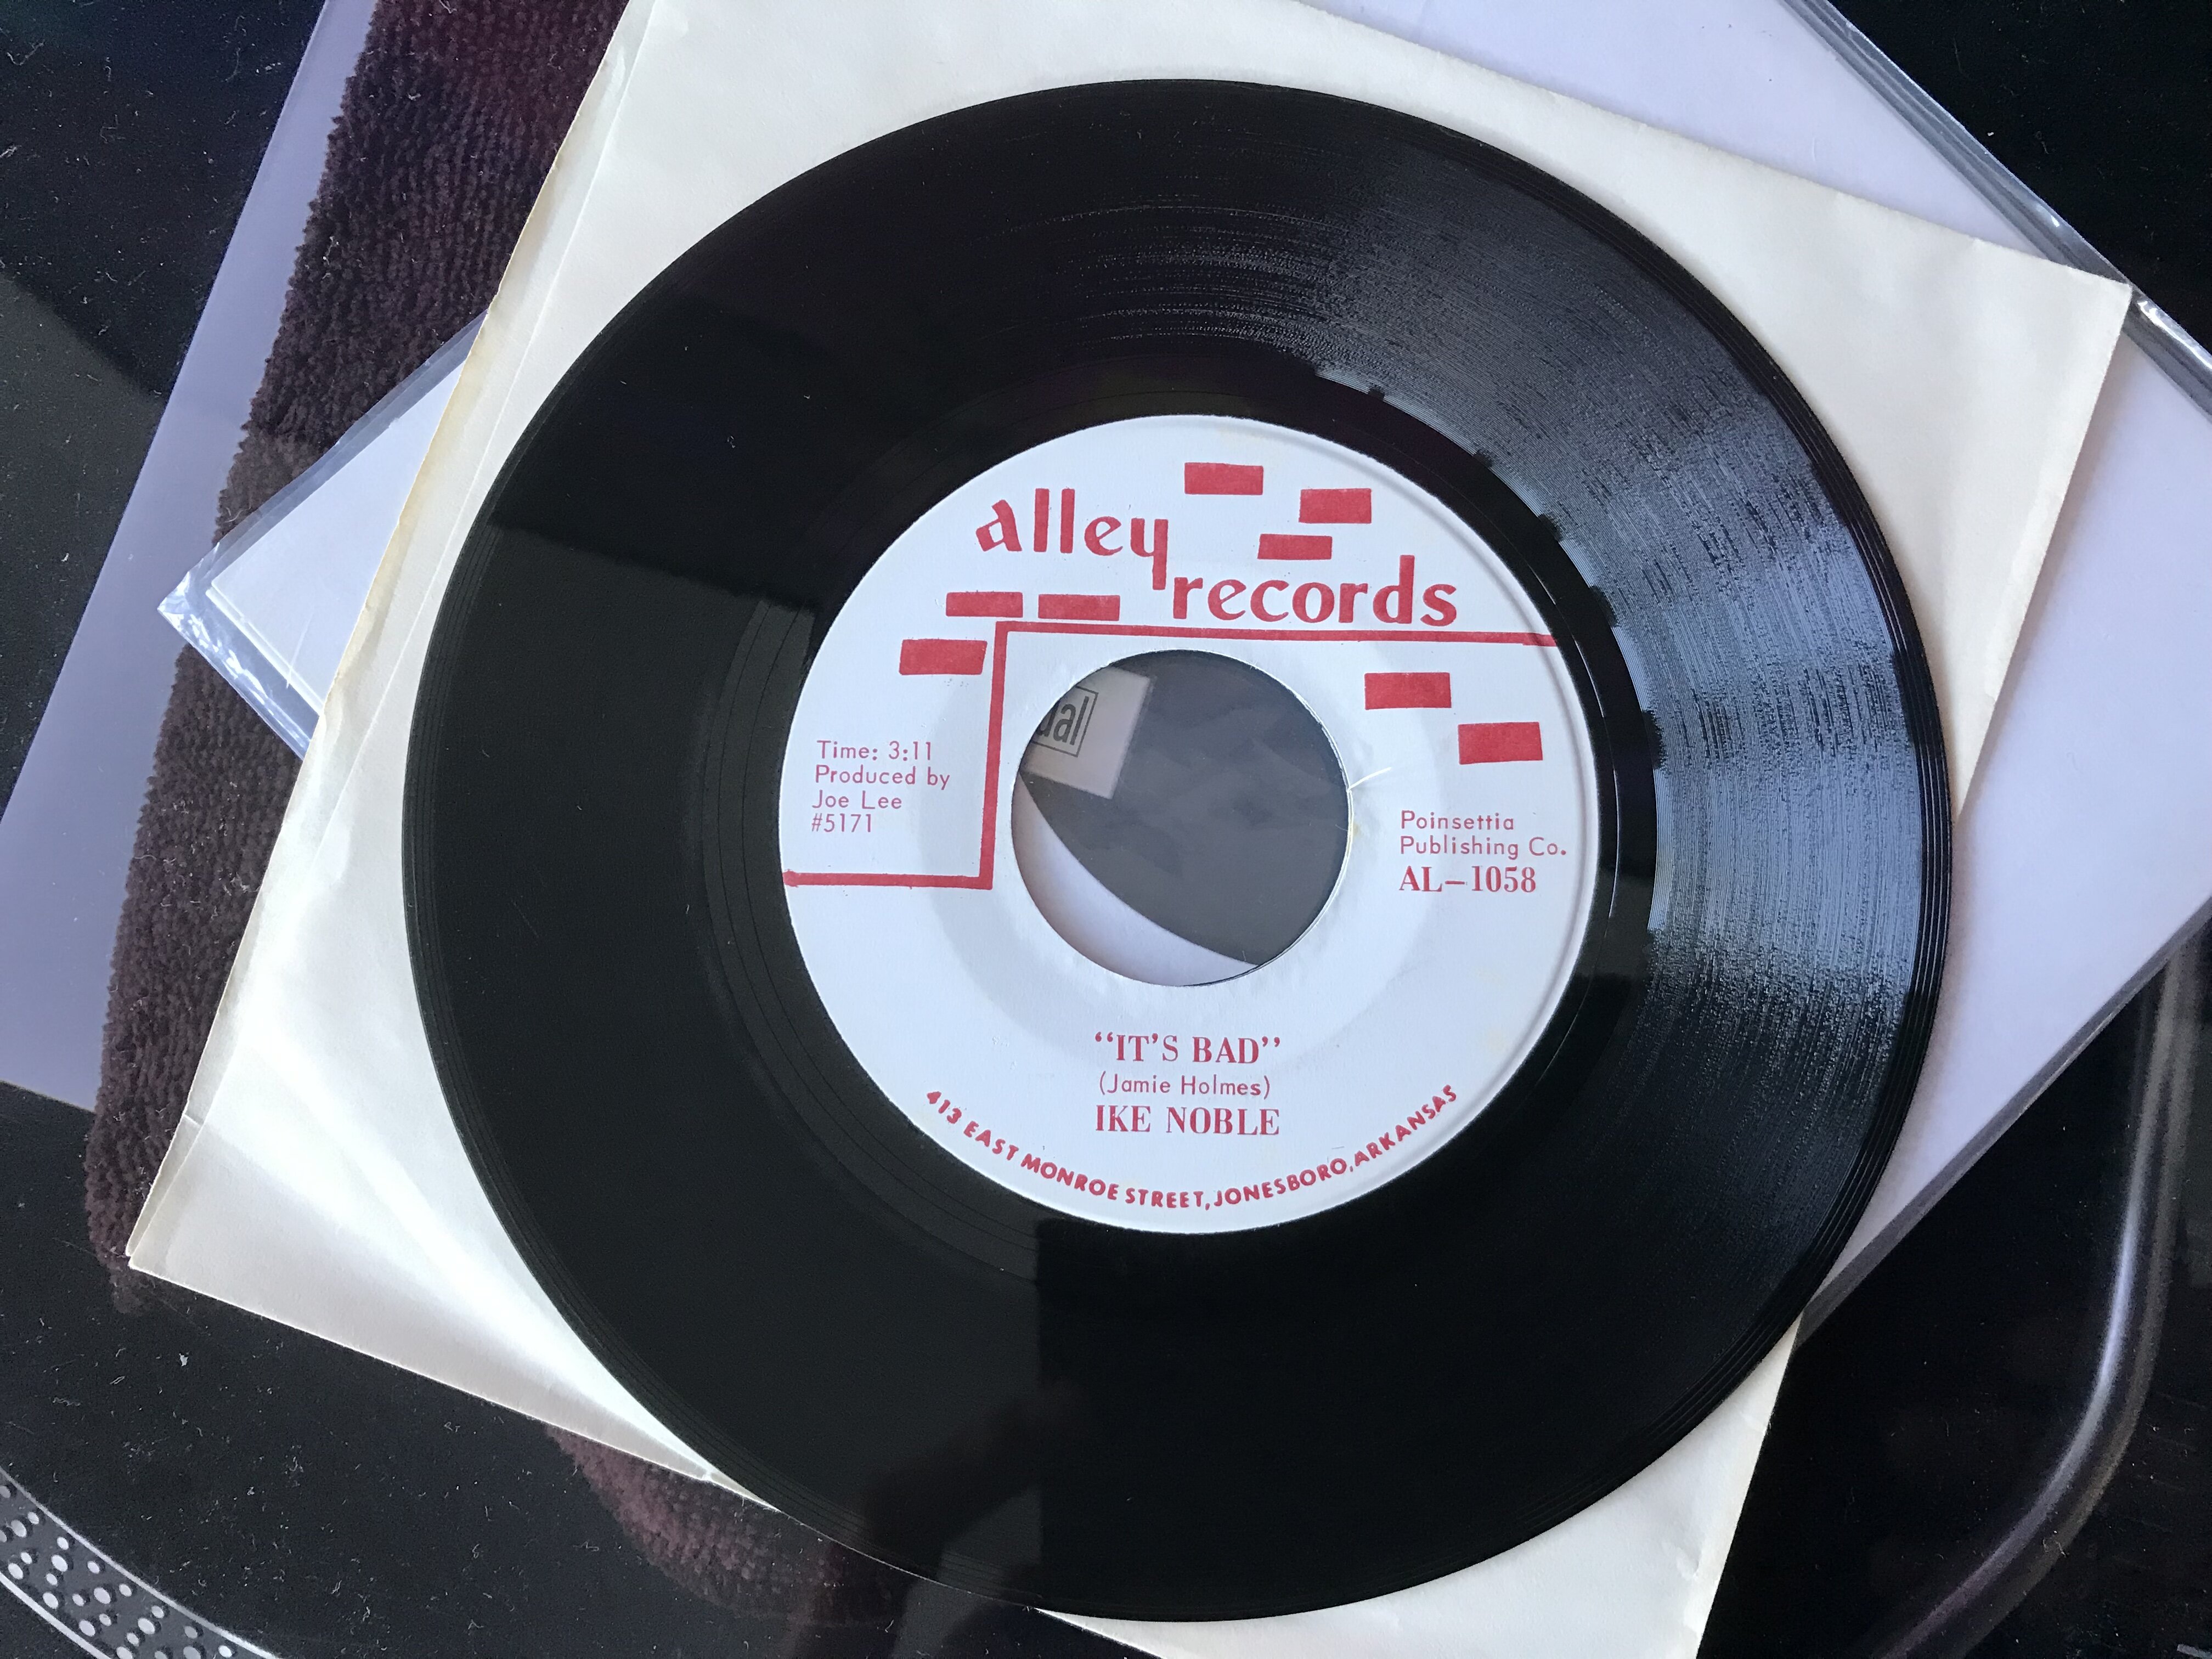 alley
records
Time: 3:11
Produced by
Joe Lee
#5171
Poinsettia
Publishing Co.
AL-1058
"IT'S BAD"
(Jamie Holmes)
IKE NOBLE
413 EAST MONROE STREET, JONESBORO, ARKANSAS